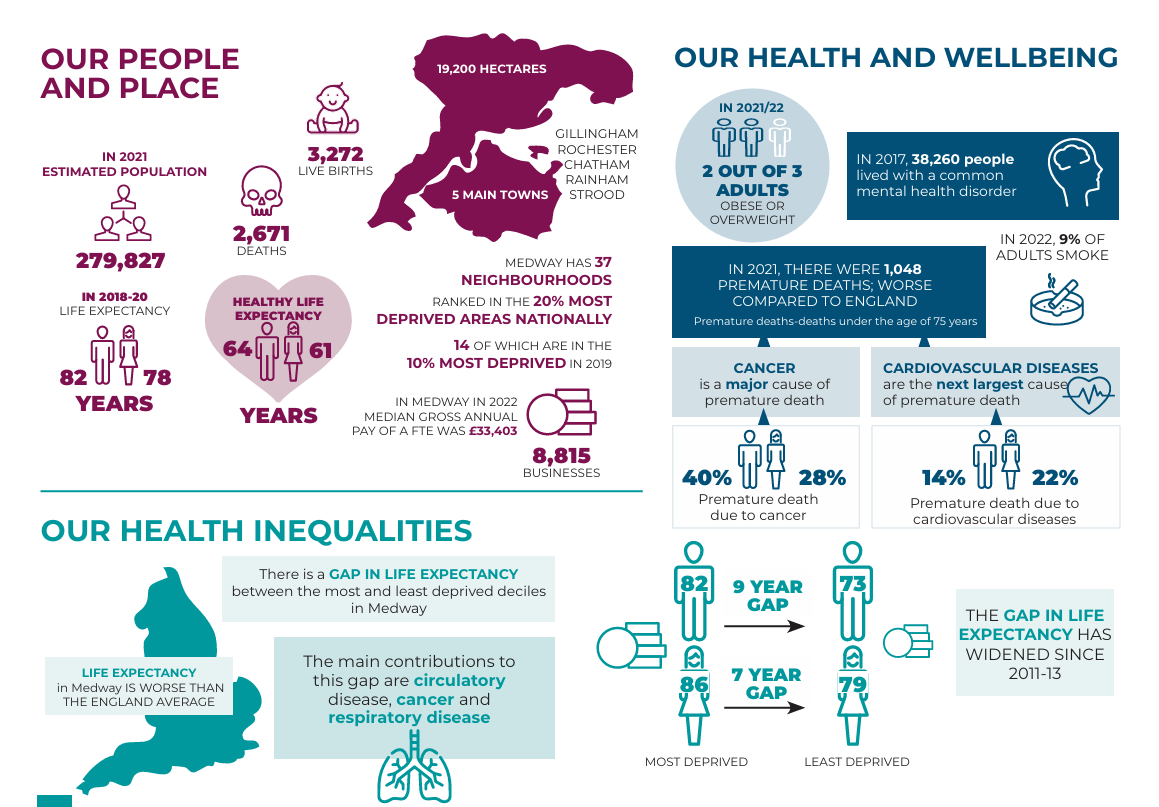 OUR PEOPLE
AND PLACE
IN 2021
ESTIMATED POPULATION
279,827
3,272
LIVE BIRTHS
2,671
DEATHS
19,200 HECTARES
5 MAIN TOWNS
GILLINGHAM
ROCHESTER
CHATHAM
RAINHAM
STROOD
IN 2018-20
LIFE EXPECTANCY
82 78
YEARS
HEALTHY LIFE
EXPECTANCY
64 61
YEARS
MEDWAY HAS 37
NEIGHBOURHOODS
RANKED IN THE 20% MOST
DEPRIVED AREAS NATIONALLY
14 OF WHICH ARE IN THE
10% MOST DEPRIVED IN 2019
IN MEDWAY IN 2022
MEDIAN GROSS ANNUAL
PAY OF A FTE WAS £33,403
8,815
BUSINESSES
OUR HEALTH AND WELLBEING
IN 2021/22
2 OUT OF 3
ADULTS
OBESE OR
OVERWEIGHT
IN 2017, 38,260 people
lived with a common
mental health disorder
IN 2022, 9% OF
ADULTS SMOKE
IN 2021, THERE WERE 1,048
PREMATURE DEATHS; WORSE
COMPARED TO ENGLAND
Premature deaths-deaths under the age of 75 years
CANCER
is a major cause of
premature death
CARDIOVASCULAR DISEASES
are the next largest cause
of premature death
40% 28%
Premature death
due to cancer
14% 22%
Premature death due to
cardiovascular diseases
OUR HEALTH INEQUALITIES
There is a GAP IN LIFE EXPECTANCY
between the most and least deprived deciles
in Medway
LIFE EXPECTANCY
in Medway IS WORSE THAN
THE ENGLAND AVERAGE
The main contributions to
this gap are circulatory
disease, cancer and
respiratory disease
82 9 YEAR 73
GAP
86 7 YEAR 79
GAP
MOST DEPRIVED LEAST DEPRIVED
THE GAP IN LIFE
EXPECTANCY HAS
WIDENED SINCE
2011-13